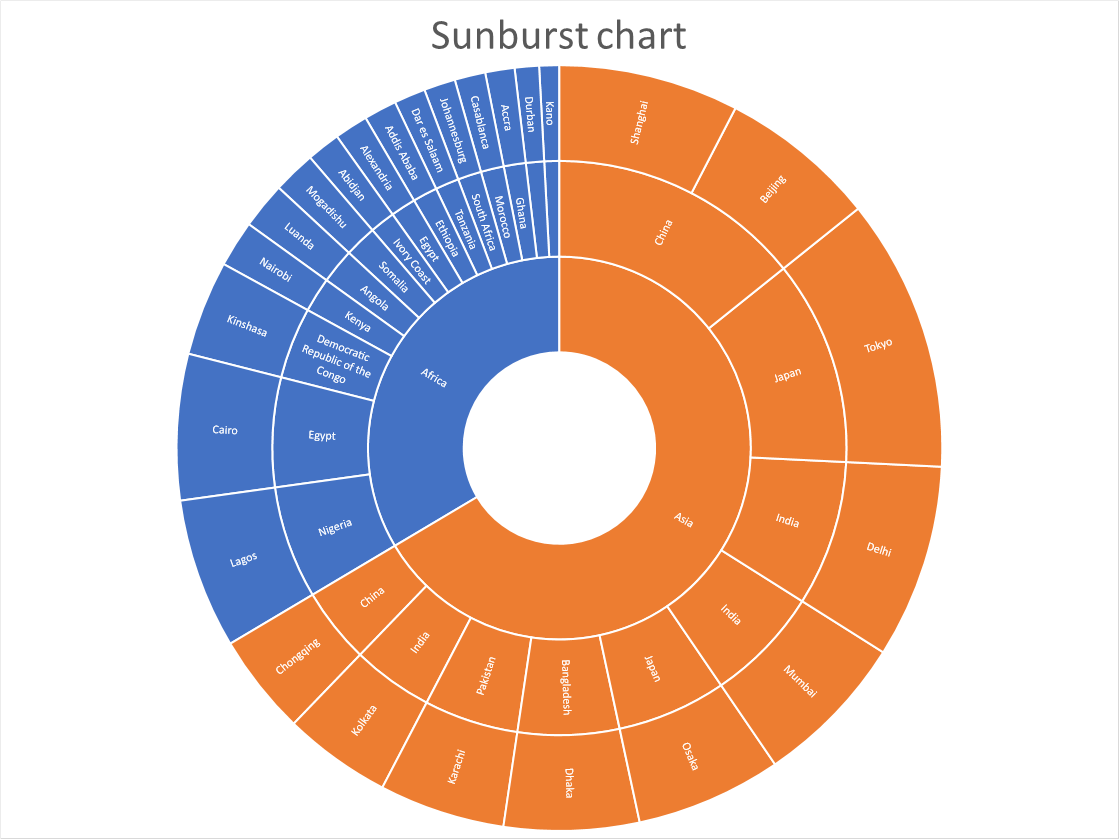 Sunburst chart
Shanghai
Beijing
Tokyo
Delhi
Mumbai
Osaka
Dhaka
Karachi
Kolkata
Chongqing
Lagos
Cairo
Kinshasa
Nairobi
Luanda
Mogadishu
Abidjan
Alexandria
Addis Ababa
Dar es Salaam
Johannesburg
Casablanca
Accra
Durban
Kano
China
Japan
India
India
Japan
Bangladesh
Pakistan
India
China
Nigeria
Egypt
Democratic
Republic of the
Congo
Kenya
Angola
Somalia
Ivory Coast
Egypt
Ethiopia
Tanzania
South Africa
Morocco
Ghana
Asia
Africa